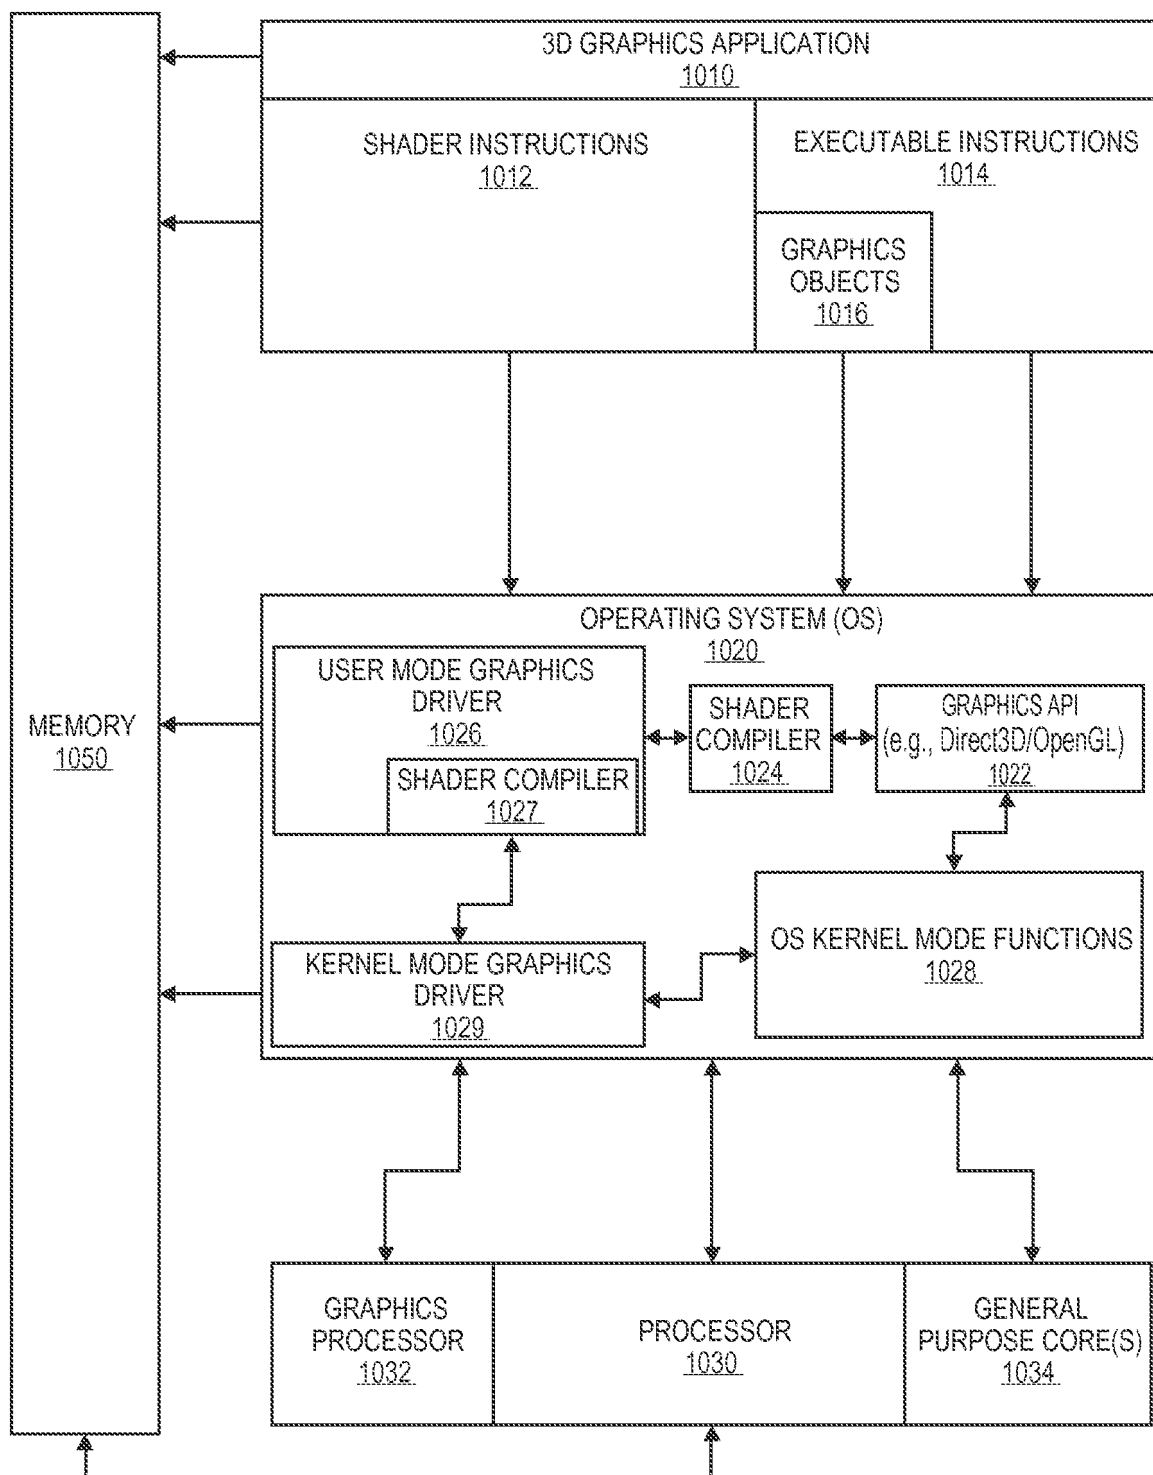 3D GRAPHICS APPLICATION
1010
SHADER INSTRUCTIONS
1012
EXECUTABLE INSTRUCTIONS
1014
GRAPHICS
OBJECTS
1016
OPERATING SYSTEM (OS)
1020
USER MODE GRAPHICS
DRIVER
1026
SHADER COMPILER
1027
SHADER
COMPILER
1024
GRAPHICS API
(e.g., Direct3D/OpenGL)
1022
MEMORY
1050
KERNEL MODE GRAPHICS
DRIVER
1029
OS KERNEL MODE FUNCTIONS
1028
GRAPHICS
PROCESSOR
1032
PROCESSOR
1030
GENERAL
PURPOSE CORE(S)
1034